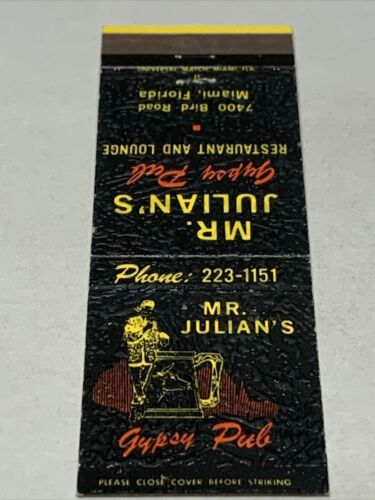 UNIVERSAL MATCH, MIAMI, FLA.
MR.
JULIAN'S
Gypsy Pub
RESTAURANT AND LOUNGE
7400 Bird Road
Miami, Florida
Phone: 223-1151
MR.
JULIAN'S
Gypsy Pub
PLEASE CLOSE COVER BEFORE STRIKING